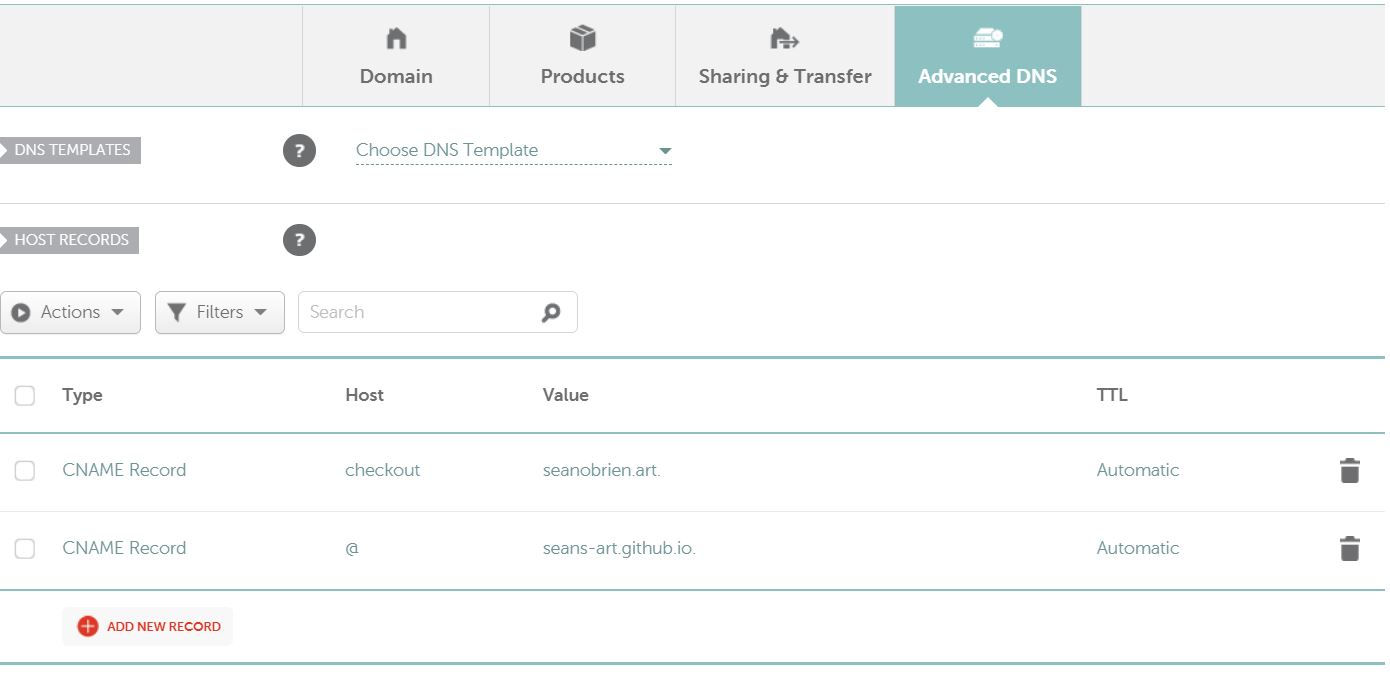 Domain Products Sharing & Transfer Advanced DNS
DNS TEMPLATES ? Choose DNS Template
HOST RECORDS ?
Actions Filters Search
Type Host Value TTL
CNAME Record checkout seanobrien.art. Automatic
CNAME Record @ seans-art.github.io. Automatic
ADD NEW RECORD